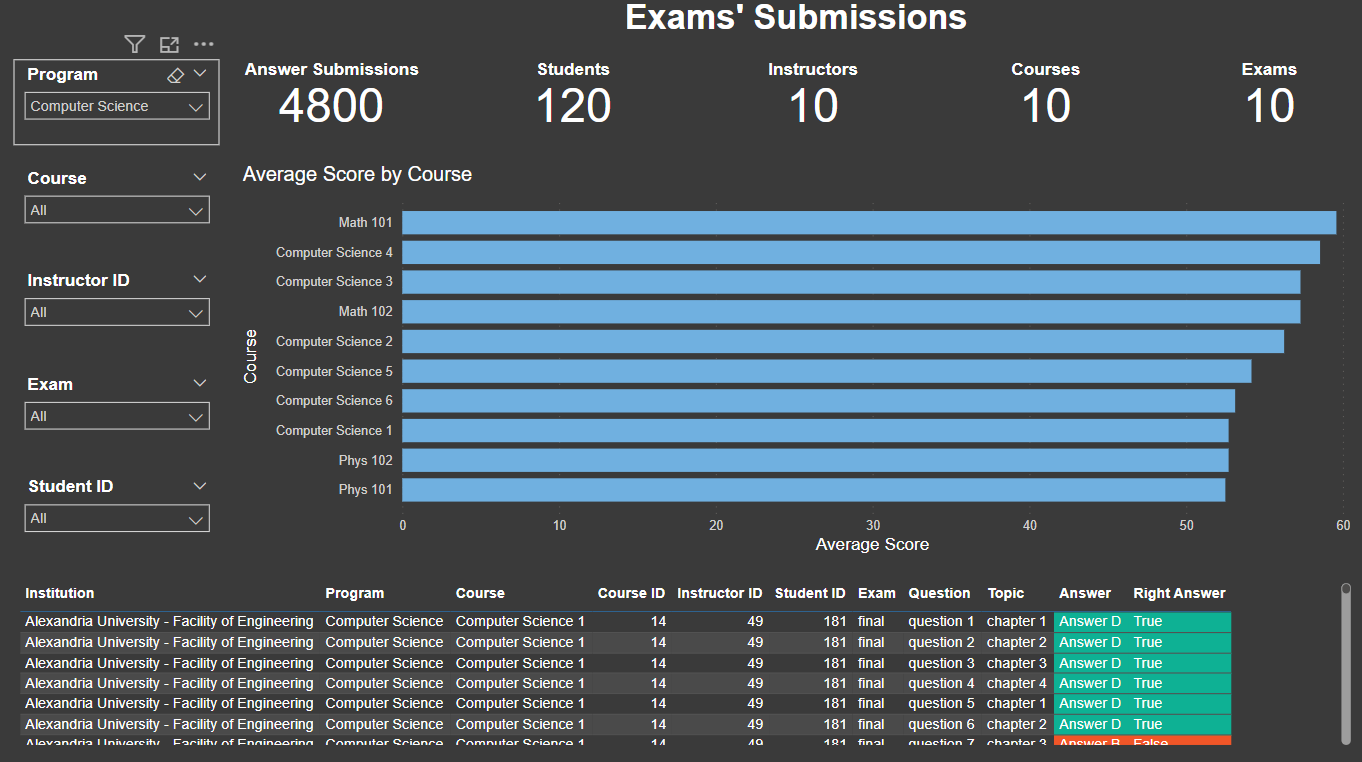 Exams' Submissions
Program
Computer Science
Course
All
Instructor ID
All
Exam
All
Student ID
All
Answer Submissions
4800
Students
120
Instructors
10
Courses
10
Exams
10
Average Score by Course
Course
Math 101
Computer Science 4
Computer Science 3
Math 102
Computer Science 2
Computer Science 5
Computer Science 6
Computer Science 1
Phys 102
Phys 101
0 10 20 30 40 50 60
Average Score
Institution Program Course Course ID Instructor ID Student ID Exam Question Topic Answer Right Answer
Alexandria University - Facility of Engineering Computer Science Computer Science 1 14 49 181 final question 1 chapter 1 Answer D True
Alexandria University - Facility of Engineering Computer Science Computer Science 1 14 49 181 final question 2 chapter 2 Answer D True
Alexandria University - Facility of Engineering Computer Science Computer Science 1 14 49 181 final question 3 chapter 3 Answer D True
Alexandria University - Facility of Engineering Computer Science Computer Science 1 14 49 181 final question 4 chapter 4 Answer D True
Alexandria University - Facility of Engineering Computer Science Computer Science 1 14 49 181 final question 5 chapter 1 Answer D True
Alexandria University - Facility of Engineering Computer Science Computer Science 1 14 49 181 final question 6 chapter 2 Answer D True
Alexandria University - Facility of Engineering Computer Science Computer Science 1 14 49 181 final question 7 chapter 3 Answer B False